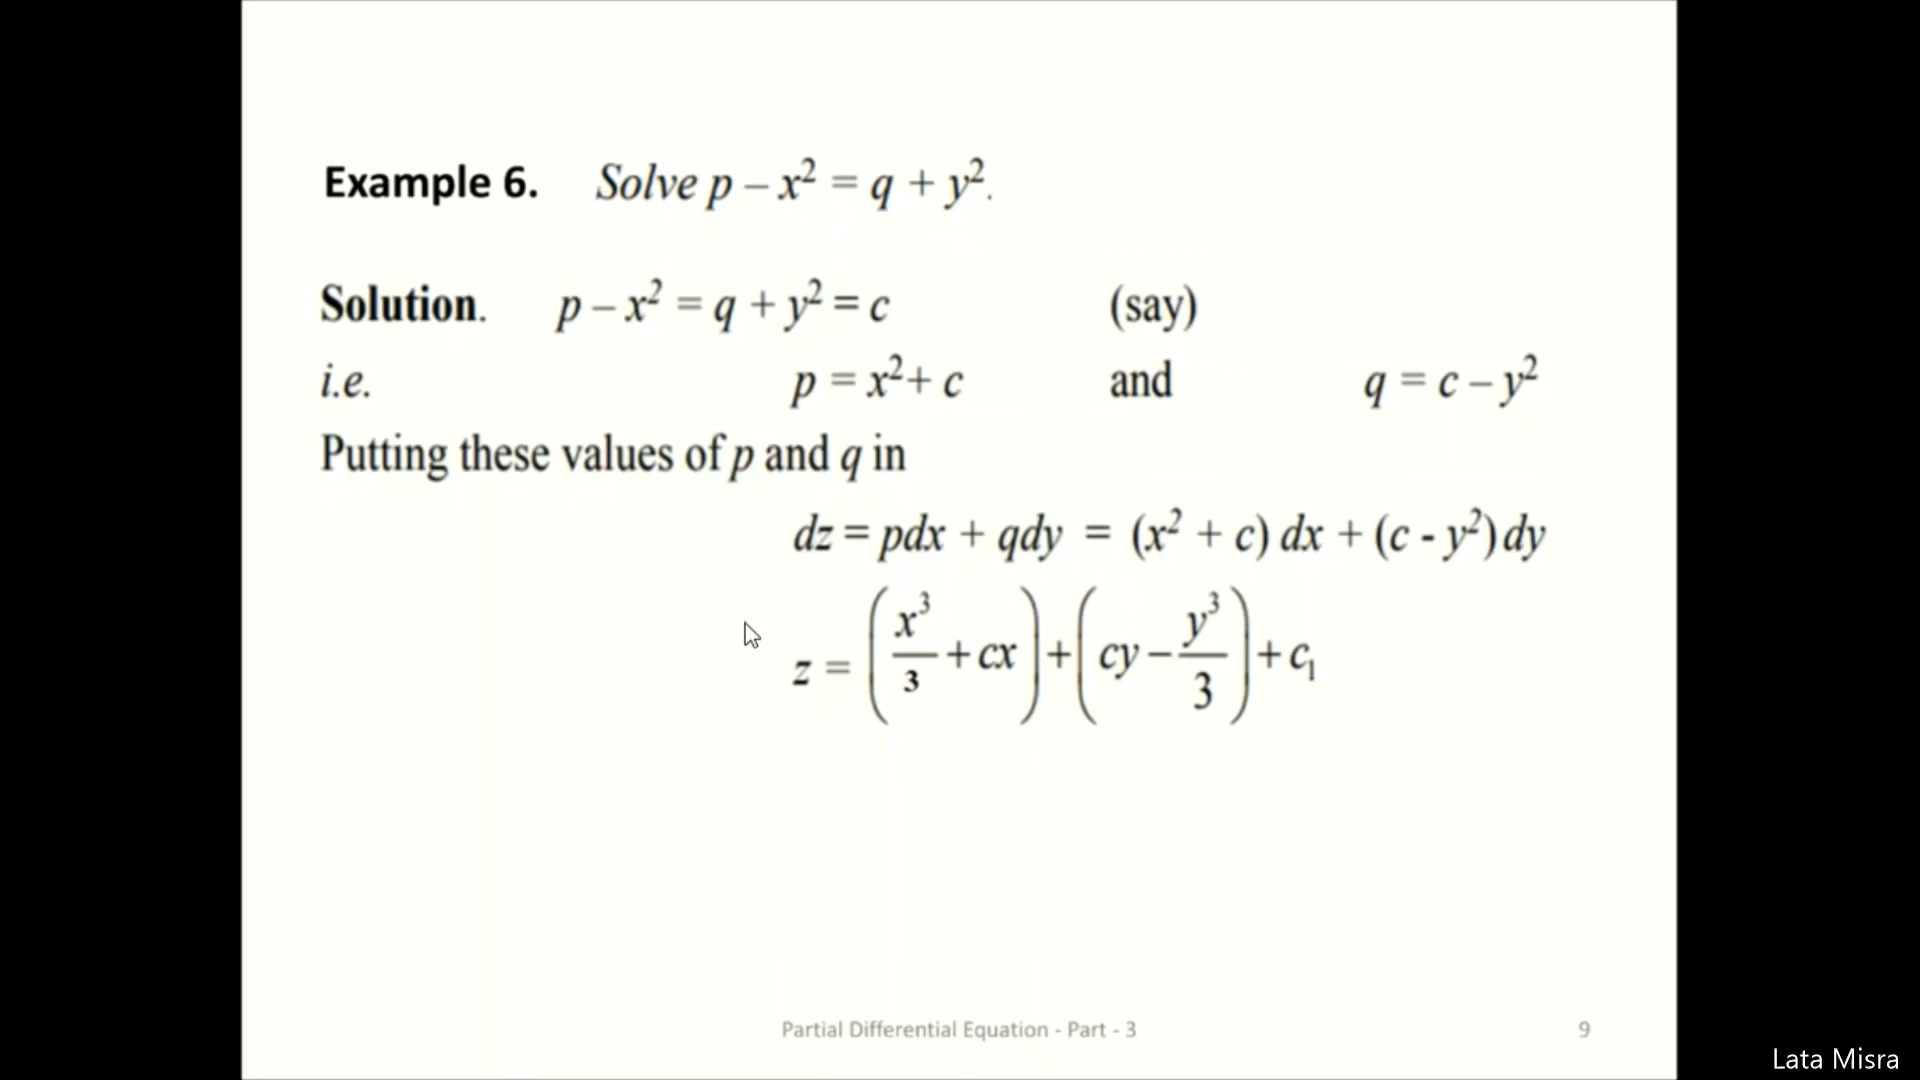 Example 6. Solve p – x² = q + y².
Solution. p – x² = q + y² = c (say)
i.e. p = x² + c and q = c – y²
Putting these values of p and q in
dz = pdx + qdy = (x² + c) dx + (c - y²) dy
z = (x³/3 + cx) + (cy – y³/3) + c₁
Partial Differential Equation - Part - 3 9
Lata Misra